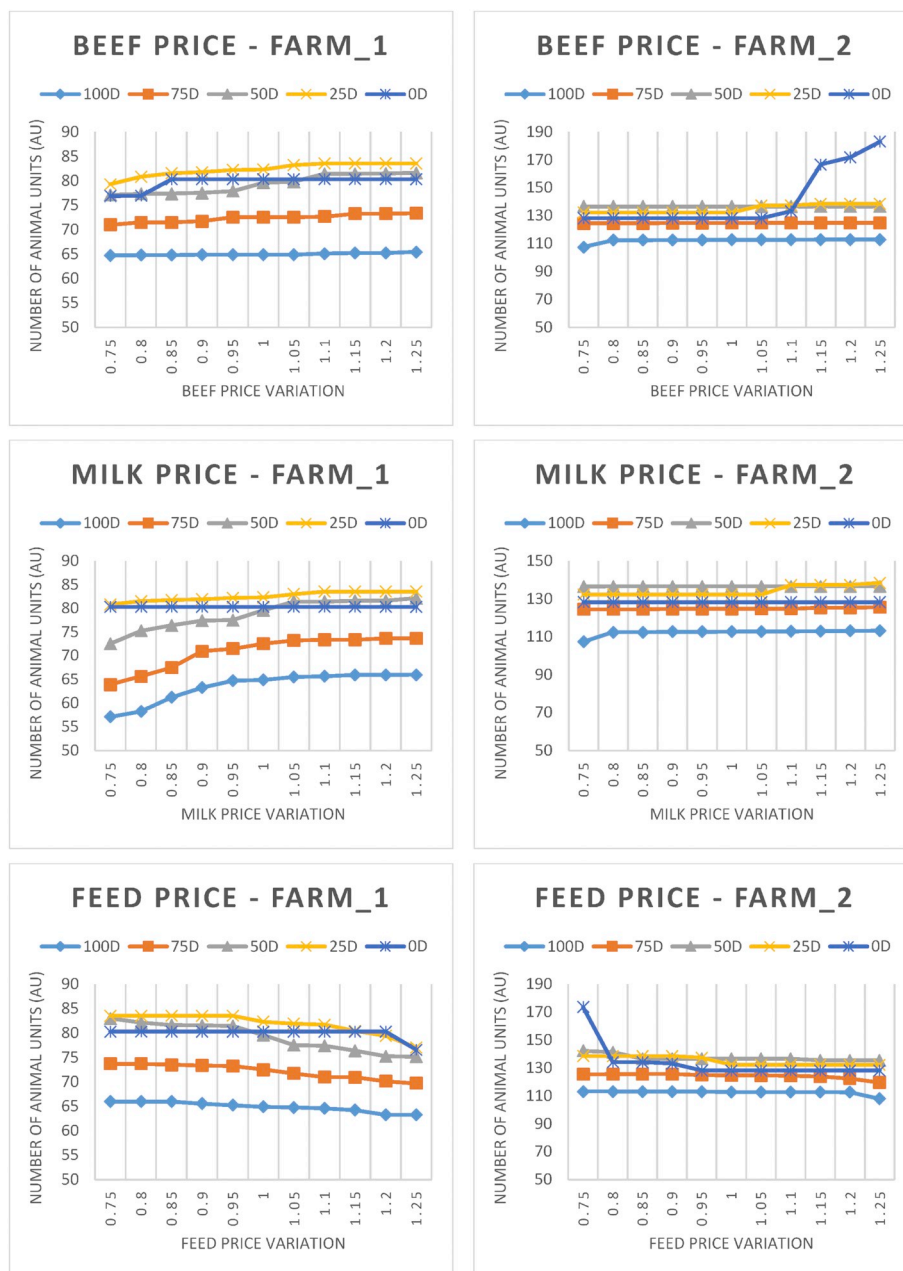 BEEF PRICE - FARM_1
100D 75D 50D 25D 0D
NUMBER OF ANIMAL UNITS (AU)
90
85
80
75
70
65
60
55
50
0.75 0.8 0.85 0.9 0.95 1 1.05 1.1 1.15 1.2 1.25
BEEF PRICE VARIATION
BEEF PRICE - FARM_2
100D 75D 50D 25D 0D
NUMBER OF ANIMAL UNITS (AU)
190
170
150
130
110
90
70
50
0.75 0.8 0.85 0.9 0.95 1 1.05 1.1 1.15 1.2 1.25
BEEF PRICE VARIATION
MILK PRICE - FARM_1
100D 75D 50D 25D 0D
NUMBER OF ANIMAL UNITS (AU)
90
85
80
75
70
65
60
55
50
0.75 0.8 0.85 0.9 0.95 1 1.05 1.1 1.15 1.2 1.25
MILK PRICE VARIATION
MILK PRICE - FARM_2
100D 75D 50D 25D 0D
NUMBER OF ANIMAL UNITS (AU)
150
130
110
90
70
50
0.75 0.8 0.85 0.9 0.95 1 1.05 1.1 1.15 1.2 1.25
MILK PRICE VARIATION
FEED PRICE - FARM_1
100D 75D 50D 25D 0D
NUMBER OF ANIMAL UNITS (AU)
90
85
80
75
70
65
60
55
50
0.75 0.8 0.85 0.9 0.95 1 1.05 1.1 1.15 1.2 1.25
FEED PRICE VARIATION
FEED PRICE - FARM_2
100D 75D 50D 25D 0D
NUMBER OF ANIMAL UNITS (AU)
190
170
150
130
110
90
70
50
0.75 0.8 0.85 0.9 0.95 1 1.05 1.1 1.15 1.2 1.25
FEED PRICE VARIATION